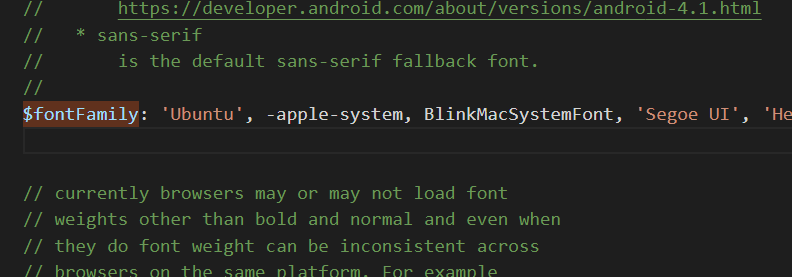 //       https://developer.android.com/about/versions/android-4.1.html
//   * sans-serif
//       is the default sans-serif fallback font.
//
$fontFamily: 'Ubuntu', -apple-system, BlinkMacSystemFont, 'Segoe UI', 'He
// currently browsers may or may not load font
// weights other than bold and normal and even when
// they do font weight can be inconsistent across
// browsers on the same platform. For example